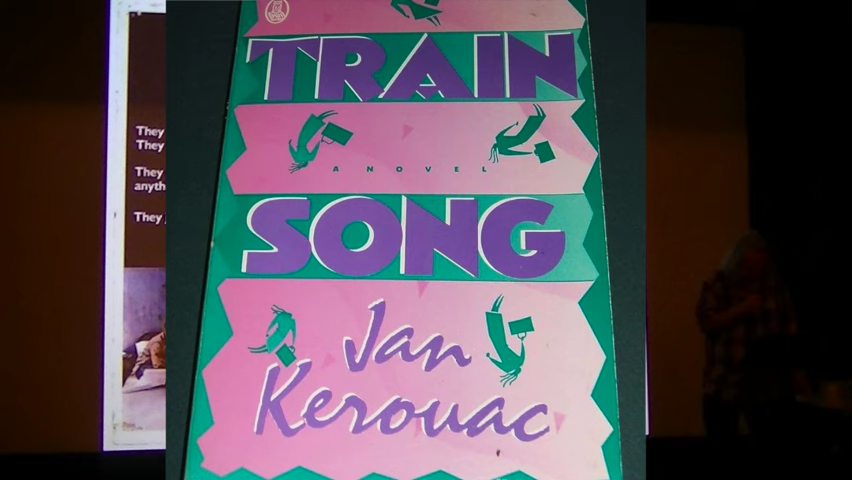 TRAIN
A NOVEL
SONG
Jan
Kerouac
They
They
They
anyth
They